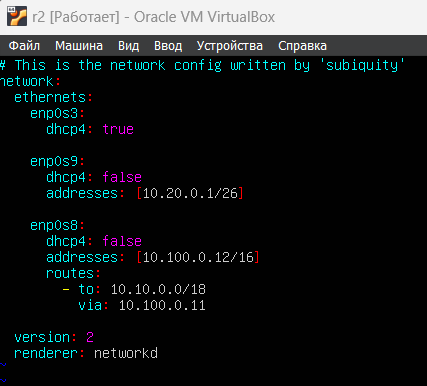 r2 [Работает] - Oracle VM VirtualBox
Файл Машина Вид Ввод Устройства Справка
# This is the network config written by 'subiquity'
network:
  ethernets:
    enp0s3:
      dhcp4: true
    enp0s9:
      dhcp4: false
      addresses: [10.20.0.1/26]
    enp0s8:
      dhcp4: false
      addresses: [10.100.0.12/16]
      routes:
        - to: 10.10.0.0/18
          via: 10.100.0.11
  version: 2
  renderer: networkd
~